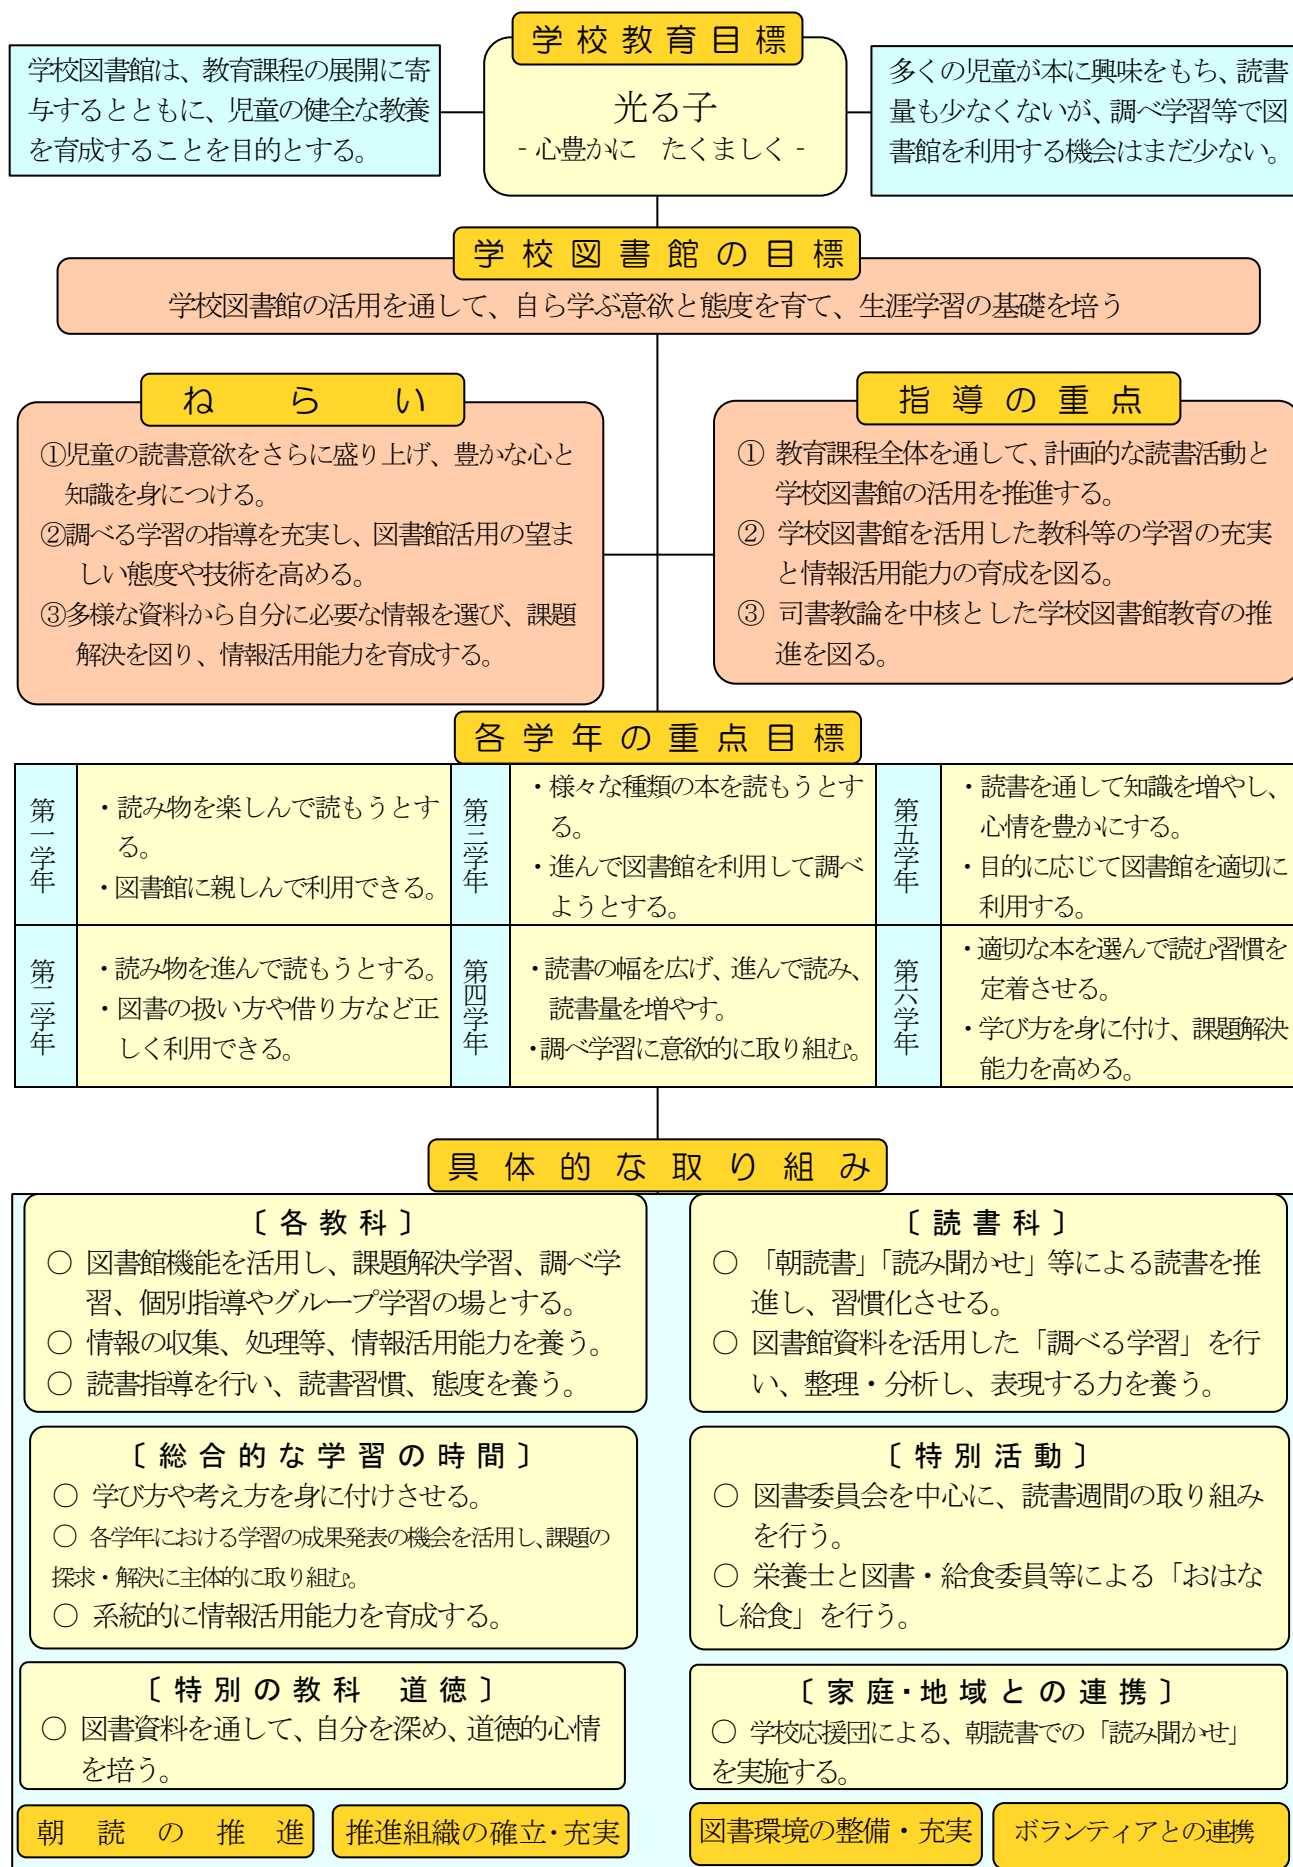 学校教育目標
学校図書館は、教育課程の展開に寄
与するとともに、児童の健全な教養
を育成することを目的とする。
光る子
- 心豊かに　たくましく -
多くの児童が本に興味をもち、読書
量も少なくないが、調べ学習等で図
書館を利用する機会はまだ少ない。
学校図書館の目標
学校図書館の活用を通して、自ら学ぶ意欲と態度を育て、生涯学習の基礎を培う
ねらい
①児童の読書意欲をさらに盛り上げ、豊かな心と
知識を身につける。
②調べる学習の指導を充実し、図書館活用の望ま
しい態度や技術を高める。
③多様な資料から自分に必要な情報を選び、課題
解決を図り、情報活用能力を育成する。
指導の重点
① 教育課程全体を通して、計画的な読書活動と
学校図書館の活用を推進する。
② 学校図書館を活用した教科等の学習の充実
と情報活用能力の育成を図る。
③ 司書教論を中核とした学校図書館教育の推
進を図る。
各学年の重点目標
第一学年
・読み物を楽しんで読もうとす
る。
・図書館に親しんで利用できる。
第三学年
・様々な種類の本を読もうとす
る。
・進んで図書館を利用して調べ
ようとする。
第五学年
・読書を通して知識を増やし、
心情を豊かにする。
・目的に応じて図書館を適切に
利用する。
第二学年
・読み物を進んで読もうとする。
・図書の扱い方や借り方など正
しく利用できる。
第四学年
・読書の幅を広げ、進んで読み、
読書量を増やす。
・調べ学習に意欲的に取り組む。
第六学年
・適切な本を選んで読む習慣を
定着させる。
・学び方を身に付け、課題解決
能力を高める。
具体的な取り組み
〔各教科〕
○ 図書館機能を活用し、課題解決学習、調べ学
習、個別指導やグループ学習の場とする。
○ 情報の収集、処理等、情報活用能力を養う。
○ 読書指導を行い、読書習慣、態度を養う。
〔読書科〕
○ 「朝読書」「読み聞かせ」等による読書を推
進し、習慣化させる。
○ 図書館資料を活用した「調べる学習」を行
い、整理・分析し、表現する力を養う。
〔総合的な学習の時間〕
○ 学び方や考え方を身に付けさせる。
○ 各学年における学習の成果発表の機会を活用し、課題の
探求・解決に主体的に取り組む。
○ 系統的に情報活用能力を育成する。
〔特別活動〕
○ 図書委員会を中心に、読書週間の取り組み
を行う。
○ 栄養士と図書・給食委員等による「おはな
し給食」を行う。
〔特別の教科　道徳〕
○ 図書資料を通して、自分を深め、道徳的心情
を培う。
〔家庭・地域との連携〕
○ 学校応援団による、朝読書での「読み聞かせ」
を実施する。
朝読の推進
推進組織の確立・充実
図書環境の整備・充実
ボランティアとの連携